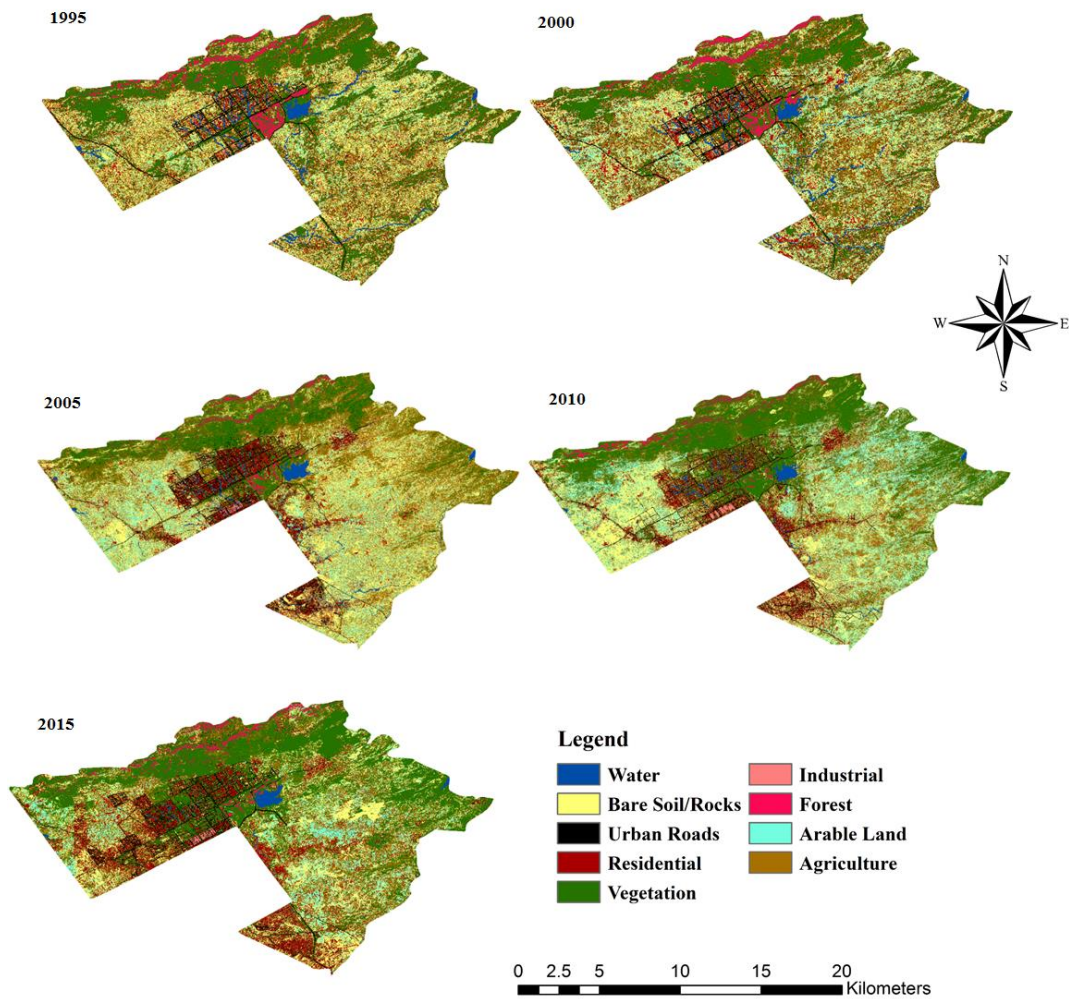 1995
2000
N
W
E
S
2005
2010
2015
Legend
Water
Industrial
Bare Soil/Rocks
Forest
Urban Roads
Arable Land
Residential
Agriculture
Vegetation
0 2.5 5 10 15 20
Kilometers